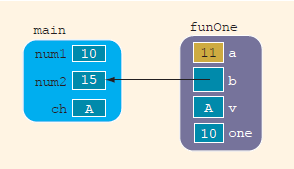 main
num1 10
num2 15
ch A
funOne
11 a
b
A v
10 one